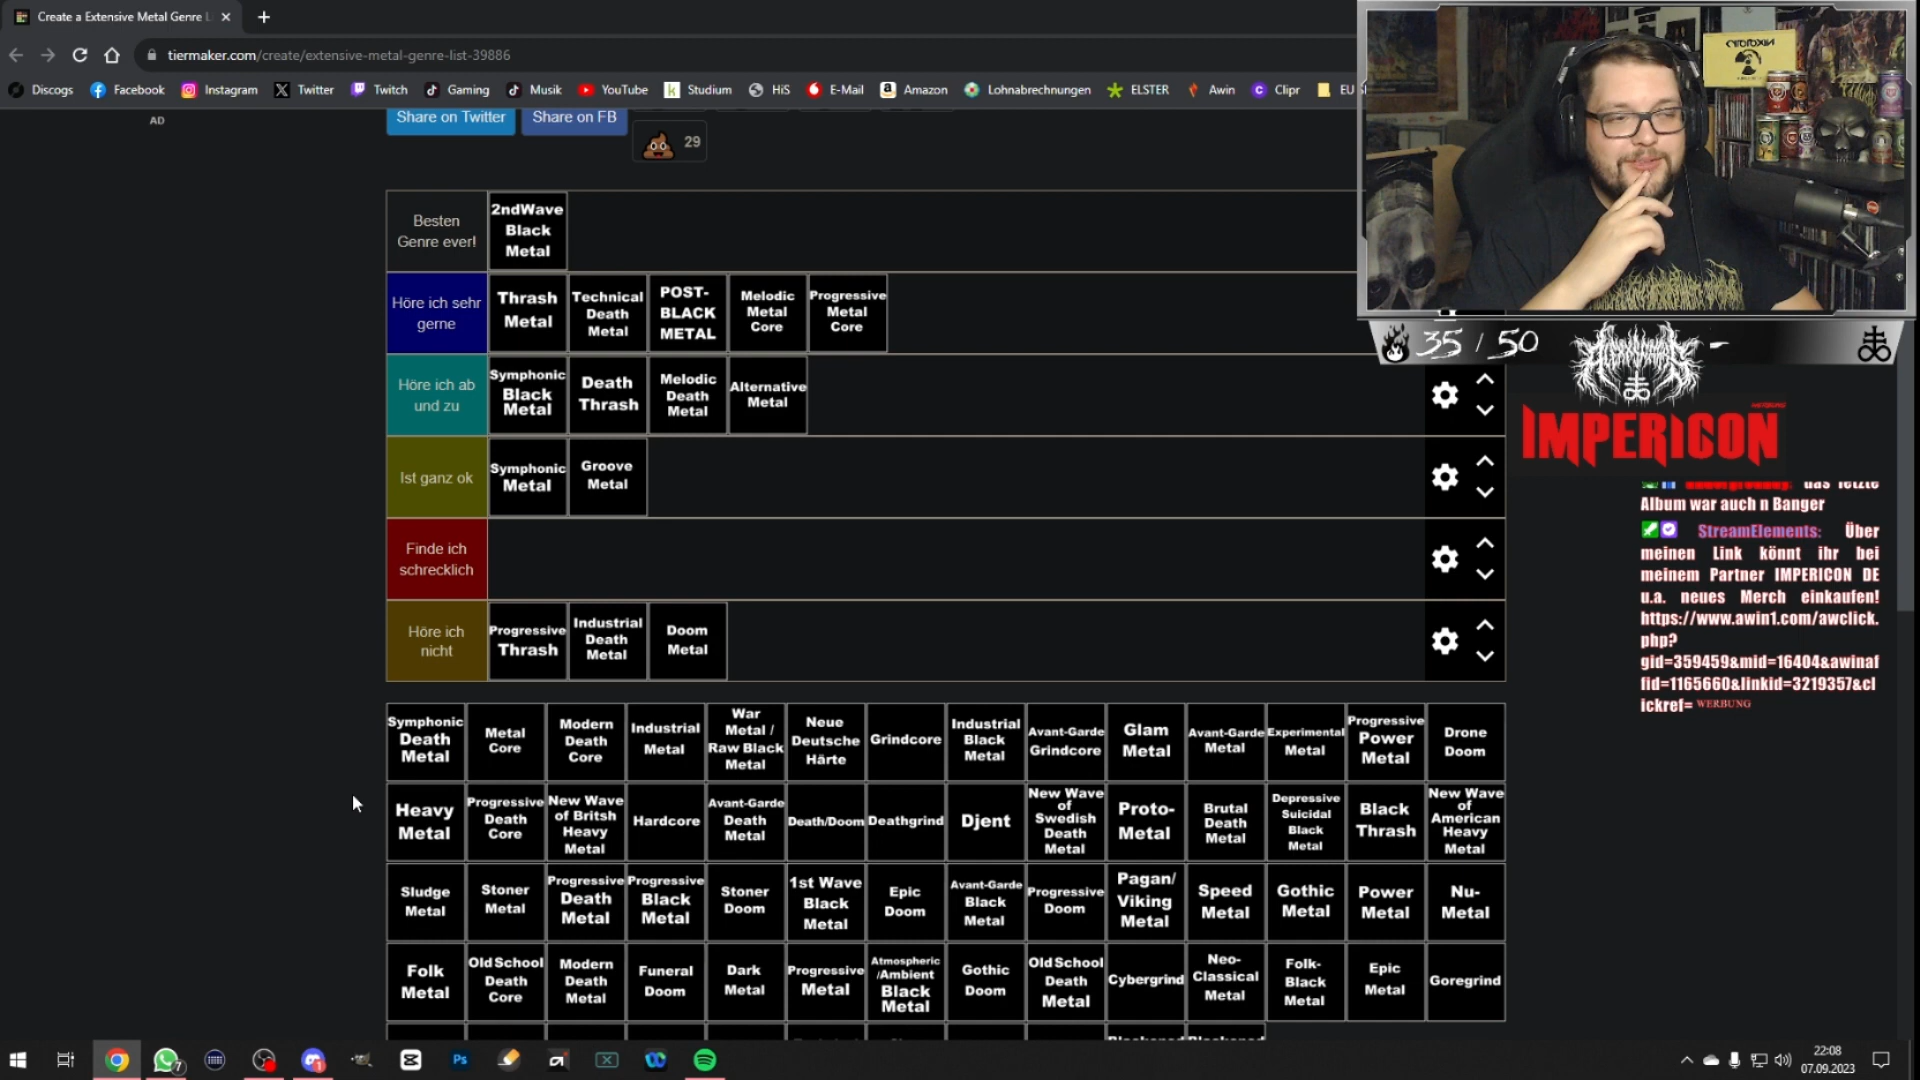 Create a Extensive Metal Genre L
tiermaker.com/create/extensive-metal-genre-list-39886
Discogs
Facebook
Instagram
Twitter
Twitch
Gaming
Musik
YouTube
Studium
HiS
E-Mail
Amazon
Lohnabrechnungen
ELSTER
Awin
Clipr
EU
AD
Share on Twitter
Share on FB
29
Besten
Genre ever!
2ndWave
Black
Metal
Höre ich sehr
gerne
Thrash
Metal
Technical
Death
Metal
POST-
BLACK
METAL
Melodic
Metal
Core
Progressive
Metal
Core
Höre ich ab
und zu
Symphonic
Black
Metal
Death
Thrash
Melodic
Death
Metal
Alternative
Metal
Ist ganz ok
Symphonic
Metal
Groove
Metal
Finde ich
schrecklich
Höre ich
nicht
Progressive
Thrash
Industrial
Death
Metal
Doom
Metal
Symphonic
Death
Metal
Metal
Core
Modern
Death
Core
Industrial
Metal
War
Metal /
Raw Black
Metal
Neue
Deutsche
Härte
Grindcore
Industrial
Black
Metal
Avant-Garde
Grindcore
Glam
Metal
Avant-Garde
Metal
Experimental
Metal
Progressive
Power
Metal
Drone
Doom
Heavy
Metal
Progressive
Death
Core
New Wave
of Britsh
Heavy
Metal
Hardcore
Avant-Garde
Death
Metal
Death/Doom
Deathgrind
Djent
New Wave
of
Swedish
Death
Metal
Proto-
Metal
Brutal
Death
Metal
Depressive
Suicidal
Black
Metal
Black
Thrash
New Wave
of
American
Heavy
Metal
Sludge
Metal
Stoner
Metal
Progressive
Death
Metal
Progressive
Black
Metal
Stoner
Doom
1st Wave
Black
Metal
Epic
Doom
Avant-Garde
Black
Metal
Progressive
Doom
Pagan/
Viking
Metal
Speed
Metal
Gothic
Metal
Power
Metal
Nu-
Metal
Folk
Metal
Old School
Death
Core
Modern
Death
Metal
Funeral
Doom
Dark
Metal
Progressive
Metal
Atmospheric
/Ambient
Black
Metal
Gothic
Doom
Old School
Death
Metal
Cybergrind
Neo-
Classical
Metal
Folk-
Black
Metal
Epic
Metal
Goregrind
CYTOTOXIN
35 / 50
IMPERICON
das letzte
Album war auch n Banger
StreamElements: Über
meinen Link könnt ihr bei
meinem Partner IMPERICON DE
u.a. neues Merch einkaufen!
https://www.awin1.com/awclick.
php?
gid=359459&mid=16404&awinaf
fid=1165660&linkid=3219357&cl
ickref= WERBUNG
7
Ps
1
22:08
07.09.2023